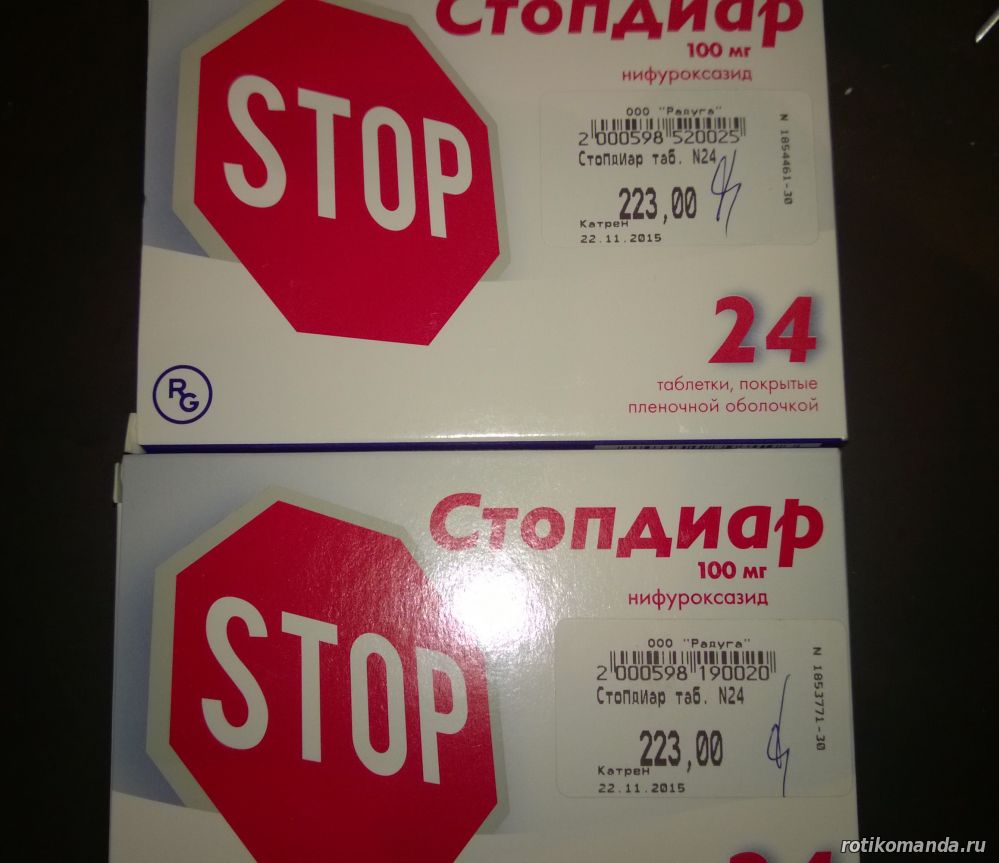 Стопдиар
100 мг
нифуроксазид
STOP
ООО "Радуга"
2 000598 520025
СтоПдИар таб. N24
223,00
Катрен
22.11.2015
N 1854461-30
24
таблетки, покрытые
пленочной оболочкой
RG
Стопдиар
100 мг
нифуроксазид
STOP
ООО "Радуга"
2 000598 190020
СтоПдИар таб. N24
223,00
Катрен
22.11.2015
N 1853771-30
24
rotikomanda.ru